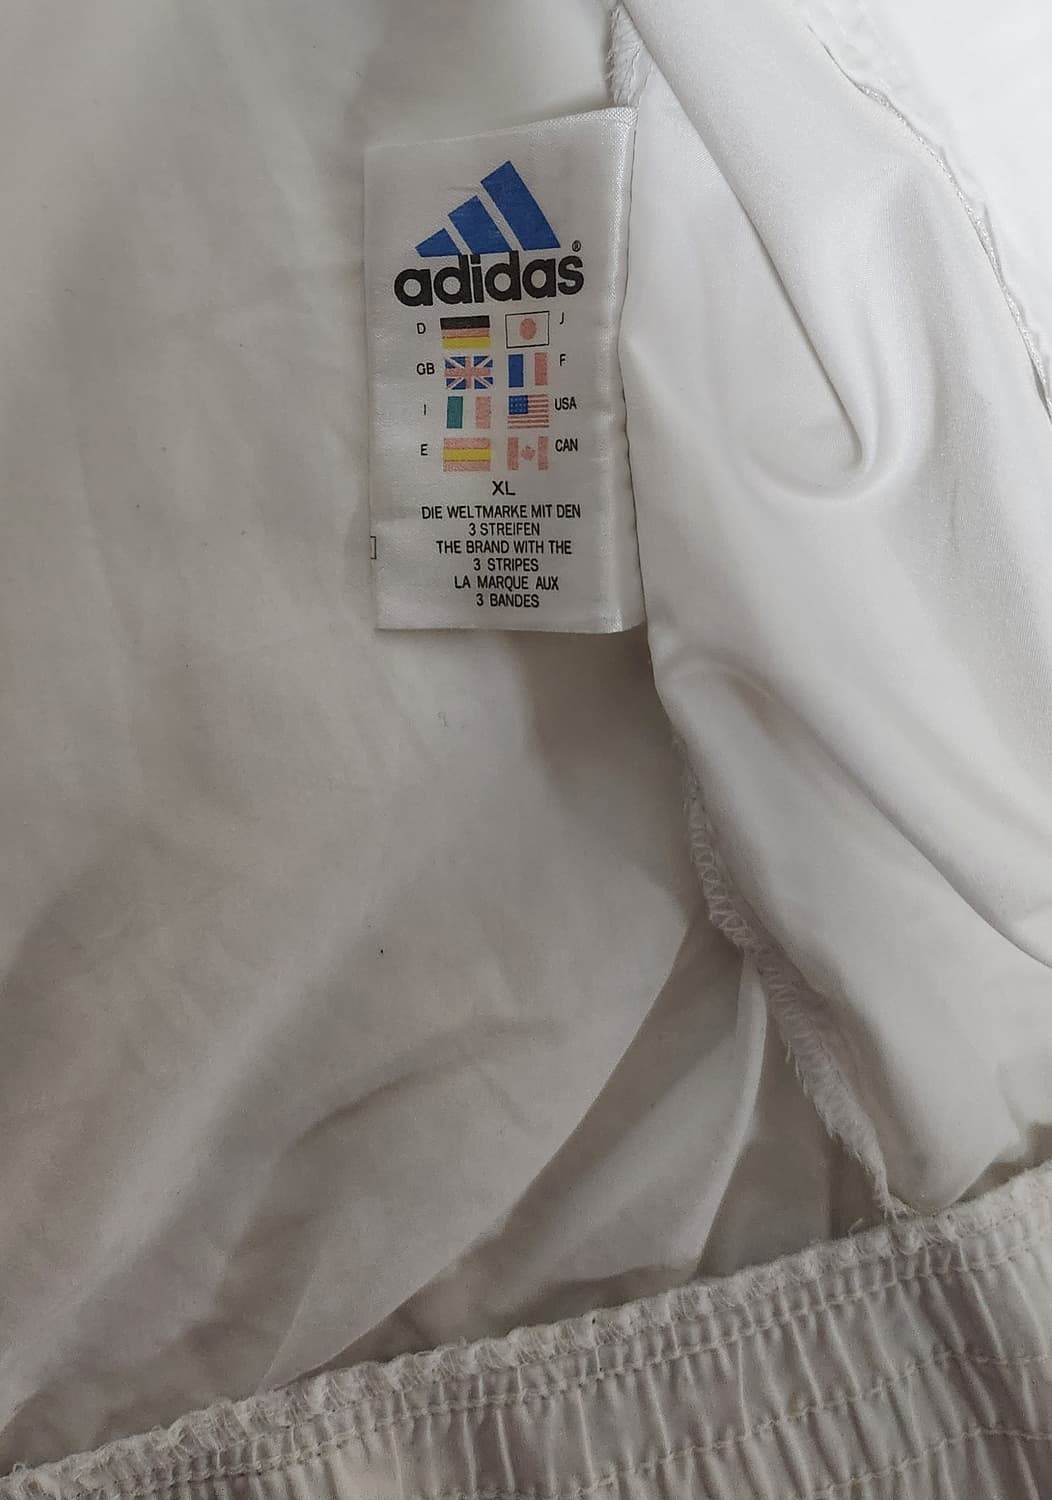 adidas®
D J
GB F
I USA
E CAN
XL
DIE WELTMARKE MIT DEN
3 STREIFEN
THE BRAND WITH THE
3 STRIPES
LA MARQUE AUX
3 BANDES